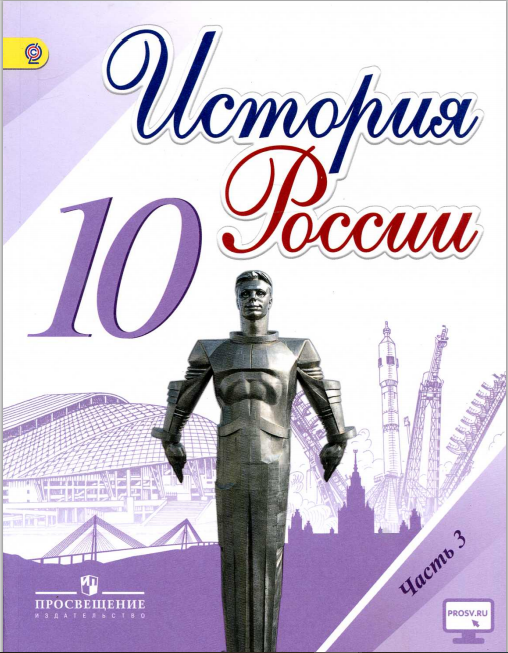 История
России
10
Часть 3
ПРОСВЕЩЕНИЕ
ИЗДАТЕЛЬСТВО
PROSV.RU